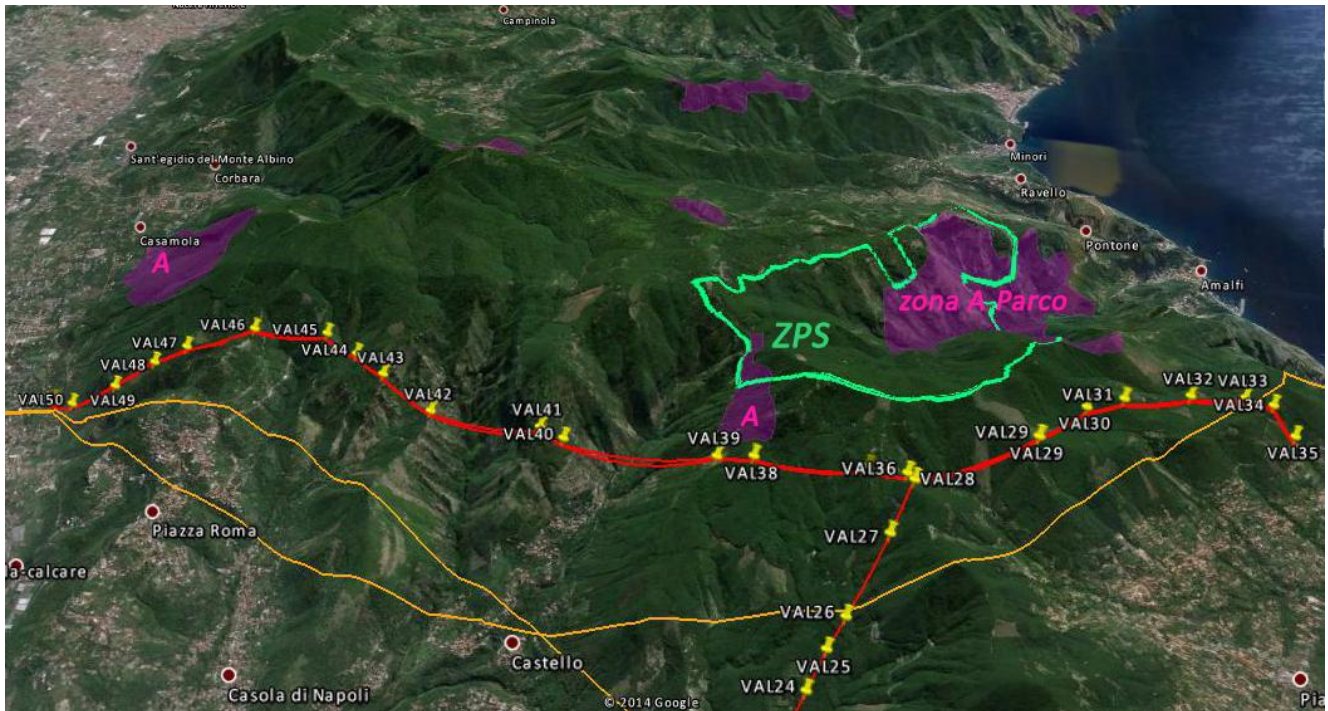 Campinola
Sant'egidio del Monte Albino
Corbara
Minori
Ravello
Casamola
Pontone
A
Amalfi
zona A Parco
ZPS
VAL46
VAL45
VAL47
VAL44
VAL48
VAL43
VAL50
VAL49
VAL42
VAL41
VAL40
A
VAL39
VAL38
VAL36
VAL28
VAL31
VAL32
VAL33
VAL30
VAL34
VAL29
VAL29
VAL35
Piazza Roma
VAL27
a-calcare
VAL26
Castello
VAL25
VAL24
Casola di Napoli
© 2014 Google
Pia